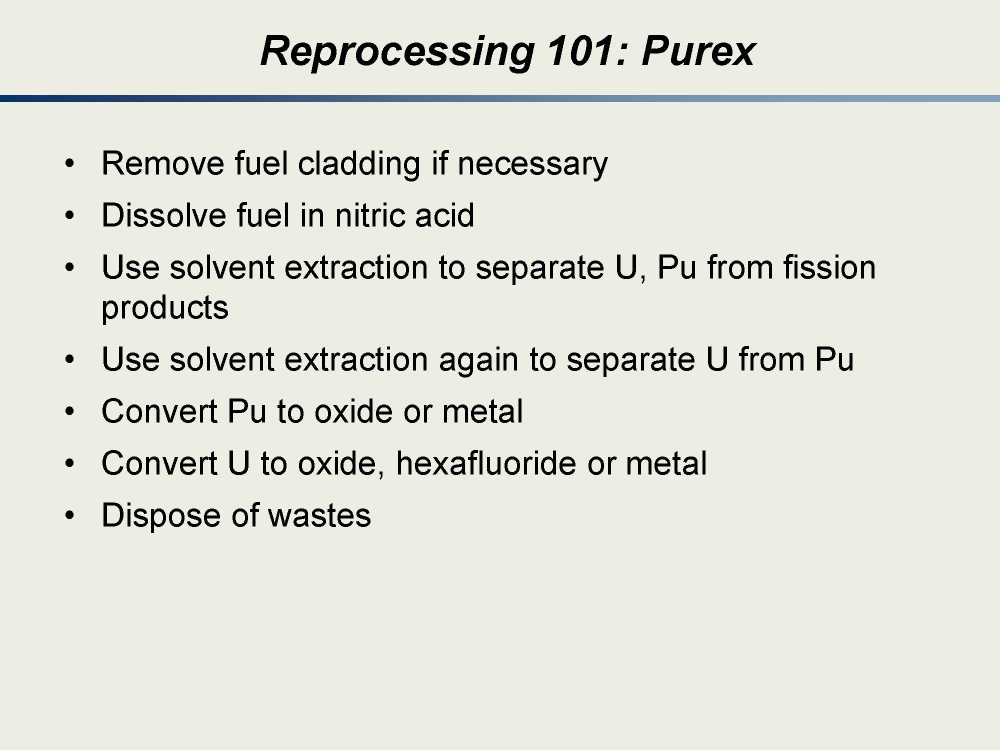 Reprocessing 101: Purex
• Remove fuel cladding if necessary
• Dissolve fuel in nitric acid
• Use solvent extraction to separate U, Pu from fission
products
• Use solvent extraction again to separate U from Pu
• Convert Pu to oxide or metal
• Convert U to oxide, hexafluoride or metal
• Dispose of wastes